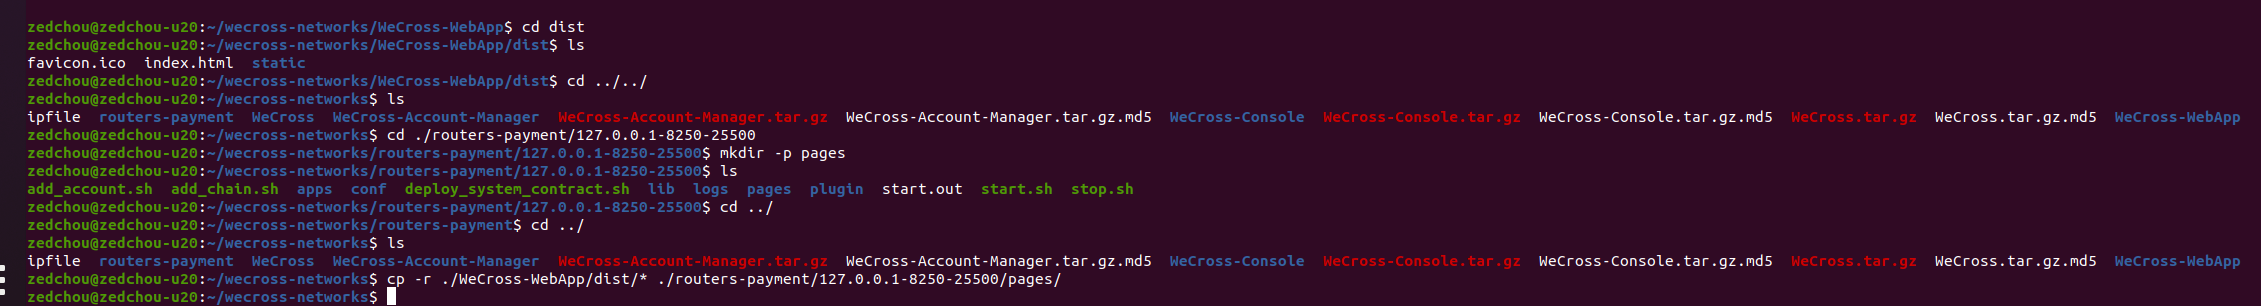 zedchou@zedchou-u20:~/wecross-networks/WeCross-WebApp$ cd dist
zedchou@zedchou-u20:~/wecross-networks/WeCross-WebApp/dist$ ls
favicon.ico  index.html  static
zedchou@zedchou-u20:~/wecross-networks/WeCross-WebApp/dist$ cd ../../
zedchou@zedchou-u20:~/wecross-networks$ ls
ipfile  routers-payment  WeCross  WeCross-Account-Manager  WeCross-Account-Manager.tar.gz  WeCross-Account-Manager.tar.gz.md5  WeCross-Console  WeCross-Console.tar.gz  WeCross-Console.tar.gz.md5  WeCross.tar.gz  WeCross.tar.gz.md5  WeCross-WebApp
zedchou@zedchou-u20:~/wecross-networks$ cd ./routers-payment/127.0.0.1-8250-25500
zedchou@zedchou-u20:~/wecross-networks/routers-payment/127.0.0.1-8250-25500$ mkdir -p pages
zedchou@zedchou-u20:~/wecross-networks/routers-payment/127.0.0.1-8250-25500$ ls
add_account.sh  add_chain.sh  apps  conf  deploy_system_contract.sh  lib  logs  pages  plugin  start.out  start.sh  stop.sh
zedchou@zedchou-u20:~/wecross-networks/routers-payment/127.0.0.1-8250-25500$ cd ../
zedchou@zedchou-u20:~/wecross-networks/routers-payment$ cd ../
zedchou@zedchou-u20:~/wecross-networks$ ls
ipfile  routers-payment  WeCross  WeCross-Account-Manager  WeCross-Account-Manager.tar.gz  WeCross-Account-Manager.tar.gz.md5  WeCross-Console  WeCross-Console.tar.gz  WeCross-Console.tar.gz.md5  WeCross.tar.gz  WeCross.tar.gz.md5  WeCross-WebApp
zedchou@zedchou-u20:~/wecross-networks$ cp -r ./WeCross-WebApp/dist/* ./routers-payment/127.0.0.1-8250-25500/pages/
zedchou@zedchou-u20:~/wecross-networks$